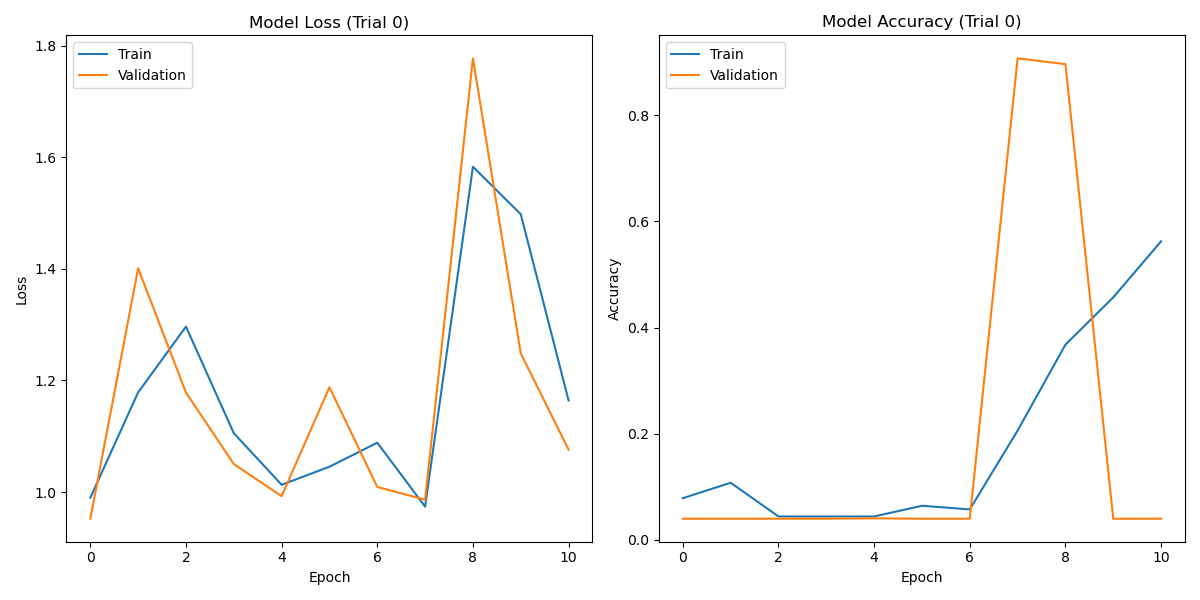 Model Loss (Trial 0)
Train
Validation
1.8
1.6
1.4
1.2
1.0
Loss
0 2 4 6 8 10
Epoch
Model Accuracy (Trial 0)
Train
Validation
0.8
0.6
0.4
0.2
0.0
Accuracy
0 2 4 6 8 10
Epoch